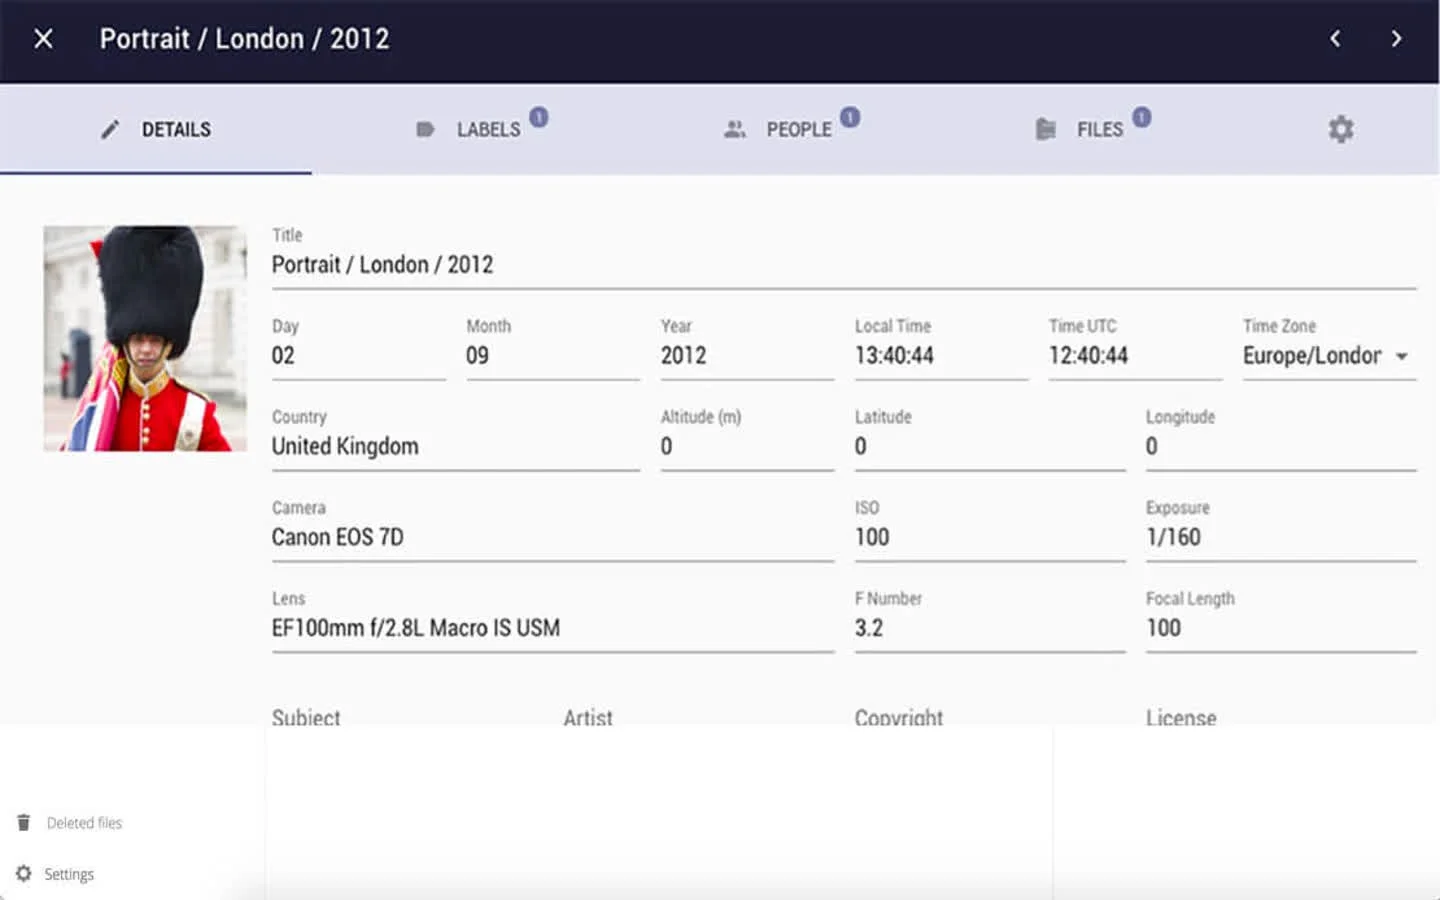 Portrait / London / 2012
DETAILS
LABELS 1
PEOPLE 1
FILES 1
Title
Portrait / London / 2012
Day Month Year Local Time Time UTC Time Zone
02 09 2012 13:40:44 12:40:44 Europe/Londor
Country Altitude (m) Latitude Longitude
United Kingdom 0 0 0
Camera ISO Exposure
Canon EOS 7D 100 1/160
Lens F Number Focal Length
EF100mm f/2.8L Macro IS USM 3.2 100
Subject Artist Copyright License
Deleted files
Settings